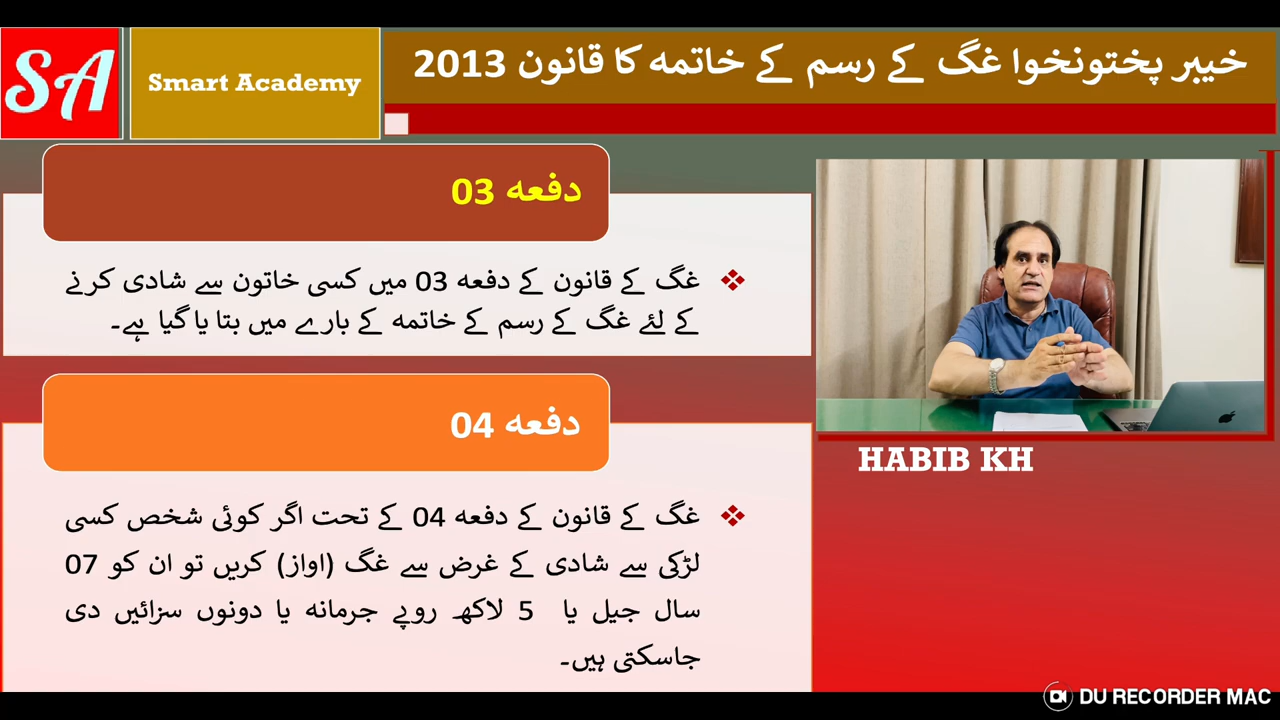 SA
Smart Academy
خیبر پختونخوا غگ کے رسم کے خاتمہ کا قانون 2013
دفعہ 03
غگ کے قانون کے دفعہ 03 میں کسی خاتون سے شادی کرنے
کے لئے غگ کے رسم کے خاتمہ کے بارے میں بتا یا گیا ہے۔
دفعہ 04
غگ کے قانون کے دفعہ 04 کے تحت اگر کوئی شخص کسی
لڑکی سے شادی کے غرض سے غگ (اواز) کریں تو ان کو 07
سال جیل یا 5 لاکھ روپے جرمانہ یا دونوں سزائیں دی
جاسکتی ہیں۔
HABIB KH
DU RECORDER MAC